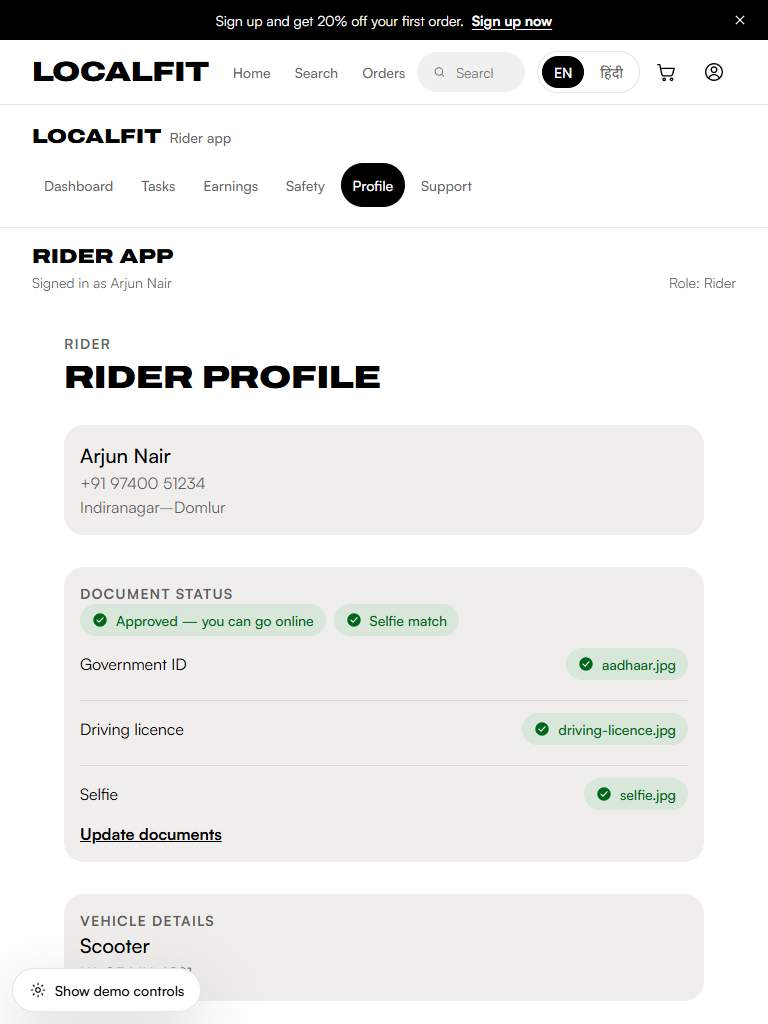 Sign up and get 20% off your first order. Sign up now
LOCALFIT Home Search Orders Searcl EN हिंदी
LOCALFIT Rider app
Dashboard Tasks Earnings Safety Profile Support
RIDER APP
Signed in as Arjun Nair Role: Rider
RIDER
RIDER PROFILE
Arjun Nair
+91 97400 51234
Indiranagar—Domlur
DOCUMENT STATUS
Approved — you can go online Selfie match
Government ID aadhaar.jpg
Driving licence driving-licence.jpg
Selfie selfie.jpg
Update documents
VEHICLE DETAILS
Scooter
Show demo controls